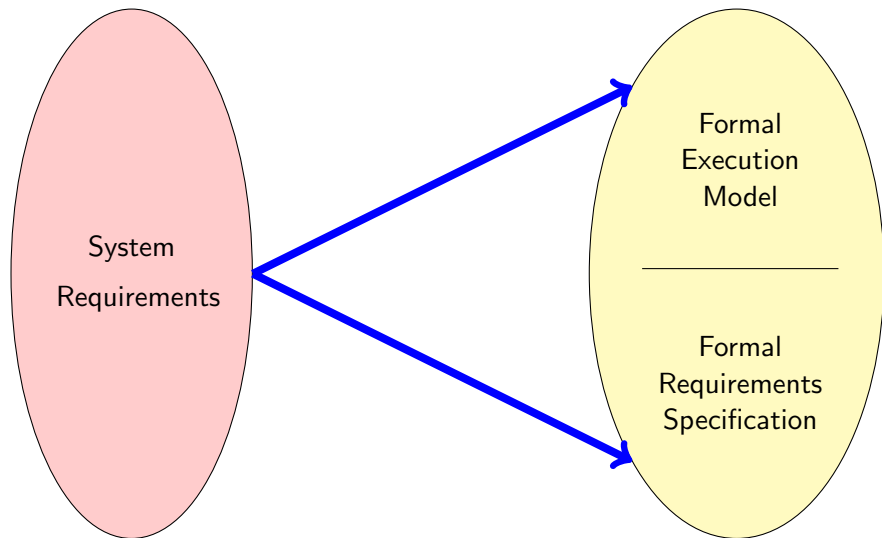 System
Requirements
Formal
Execution
Model
Formal
Requirements
Specification